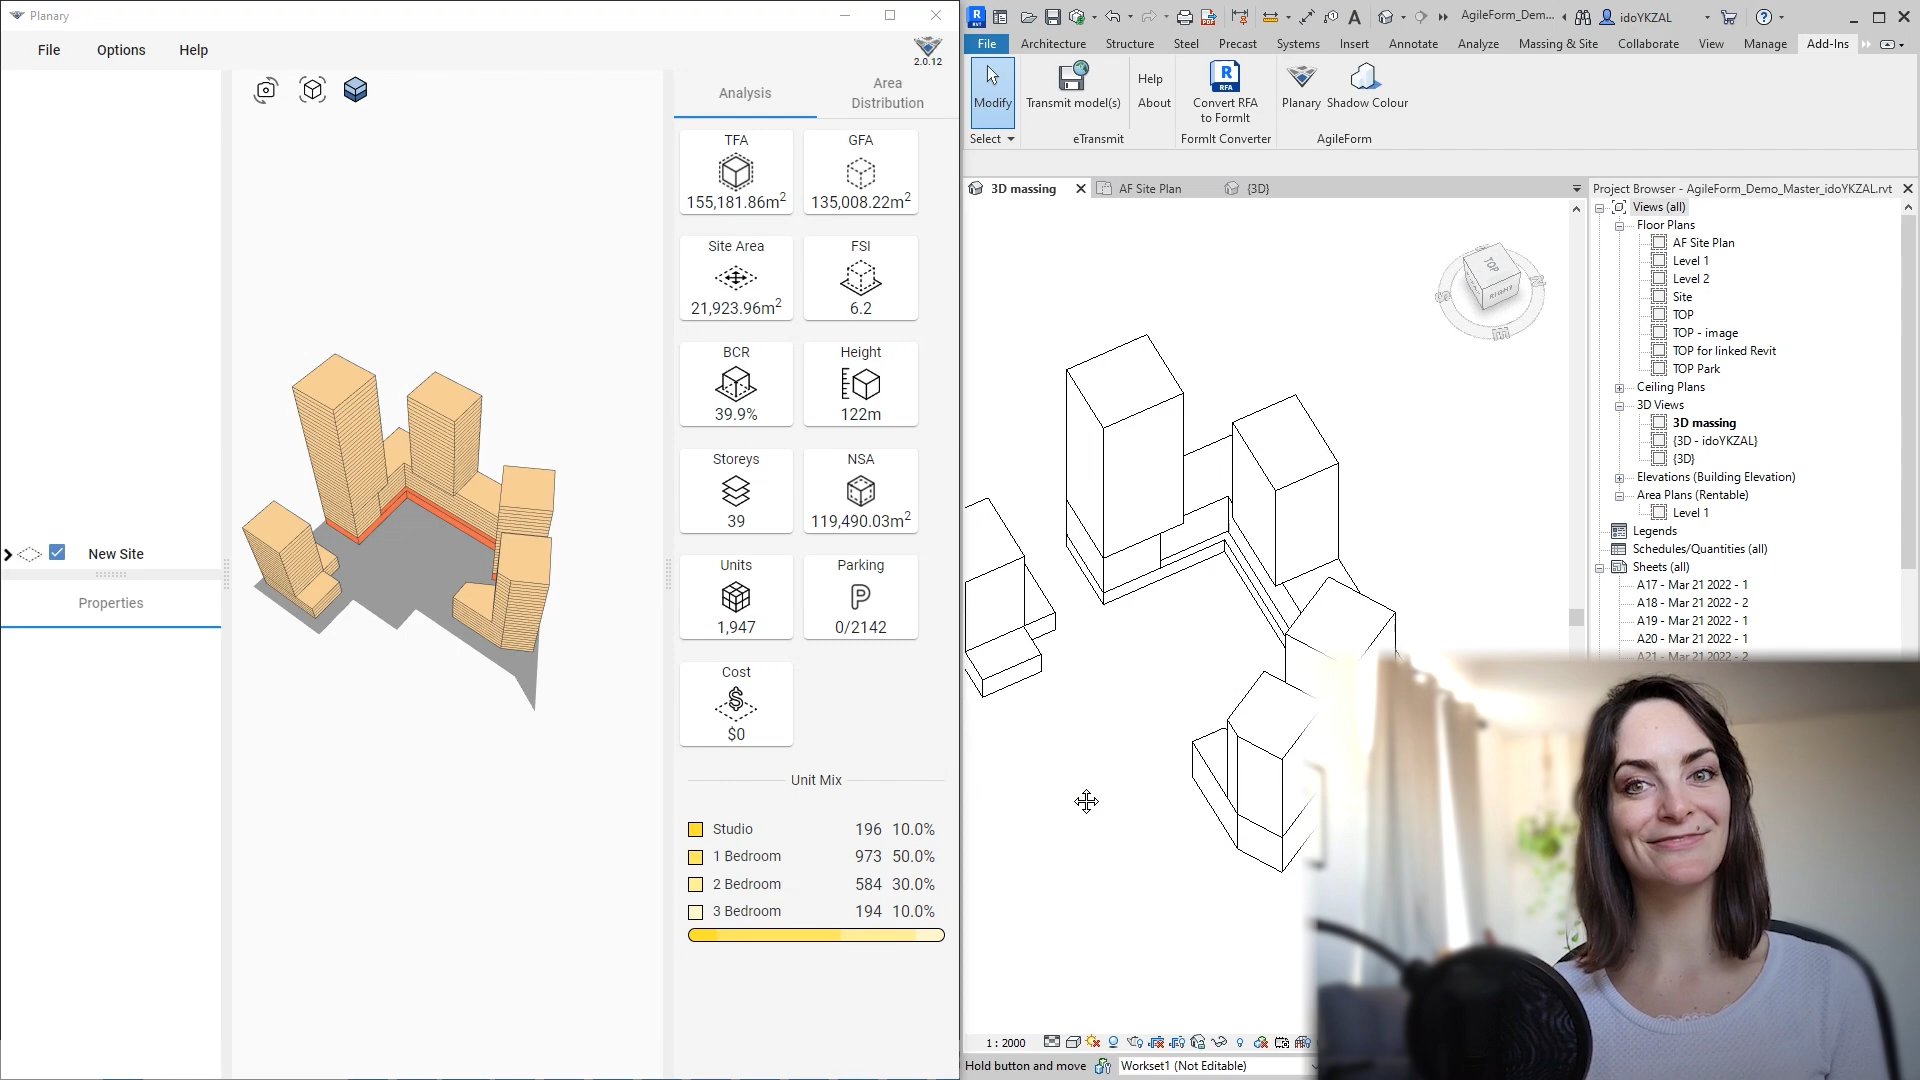 Planary
File Options Help
2.0.12
Analysis
Area
Distribution
TFA
155,181.86m2
GFA
135,008.22m2
Site Area
21,923.96m2
FSI
6.2
BCR
39.9%
Height
122m
Storeys
39
NSA
119,490.03m2
Units
1,947
Parking
P
0/2142
Cost
$
$0
New Site
Properties
Unit Mix
Studio 196 10.0%
1 Bedroom 973 50.0%
2 Bedroom 584 30.0%
3 Bedroom 194 10.0%
R
RVT
AgileForm_Dem...
idoYKZAL
File Architecture Structure Steel Precast Systems Insert Annotate Analyze Massing & Site Collaborate View Manage Add-Ins
Modify
Transmit model(s)
Help
About
R
RFA
Convert RFA
to FormIt
Planary
Shadow Colour
Select eTransmit FormIt Converter AgileForm
3D massing
AF Site Plan
{3D}
TOP
RIGHT
Project Browser - AgileForm_Demo_Master_idoYKZAL.rvt
Views (all)
Floor Plans
AF Site Plan
Level 1
Level 2
Site
TOP
TOP - image
TOP for linked Revit
TOP Park
Ceiling Plans
3D Views
3D massing
{3D - idoYKZAL}
{3D}
Elevations (Building Elevation)
Area Plans (Rentable)
Level 1
Legends
Schedules/Quantities (all)
Sheets (all)
A17 - Mar 21 2022 - 1
A18 - Mar 21 2022 - 2
A19 - Mar 21 2022 - 1
A20 - Mar 21 2022 - 1
A21 - Mar 21 2022 - 2
1 : 2000
Hold button and move
Workset1 (Not Editable)